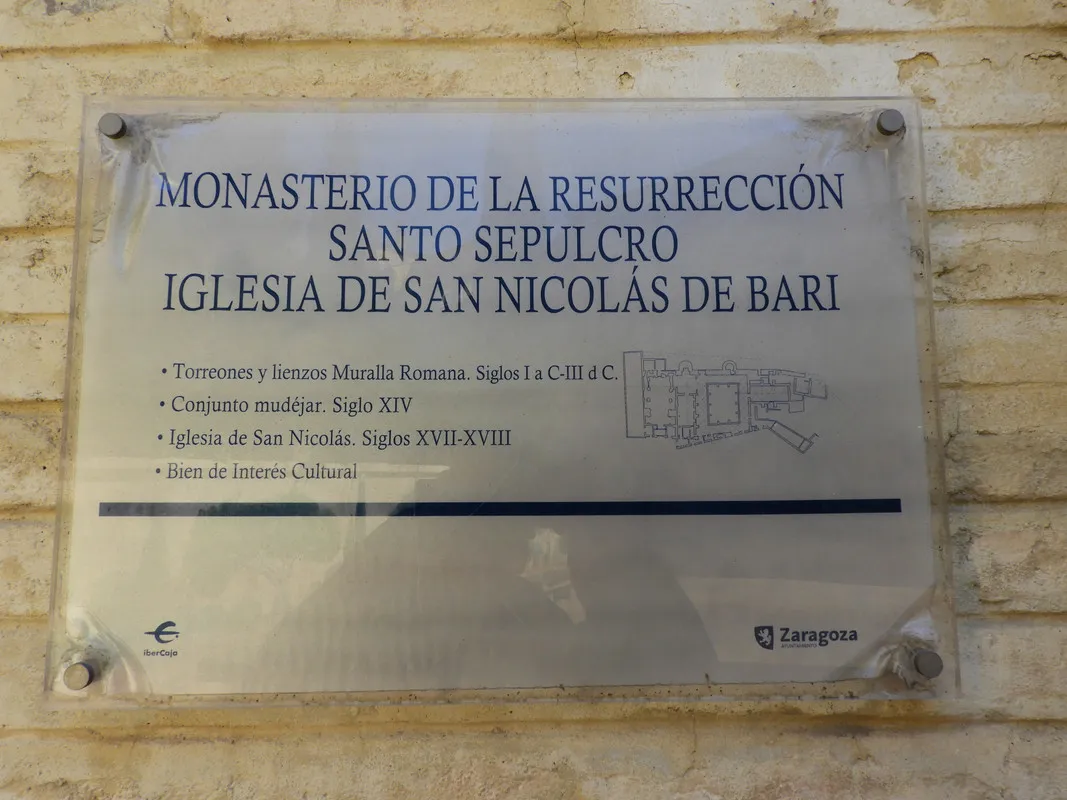 MONASTERIO DE LA RESURRECCIÓN
SANTO SEPULCRO
IGLESIA DE SAN NICOLÁS DE BARI
• Torreones y lienzos Muralla Romana. Siglos I a C-III d C.
• Conjunto mudéjar. Siglo XIV
• Iglesia de San Nicolás. Siglos XVII-XVIII
• Bien de Interés Cultural
iberCaja
Zaragoza
AYUNTAMIENTO